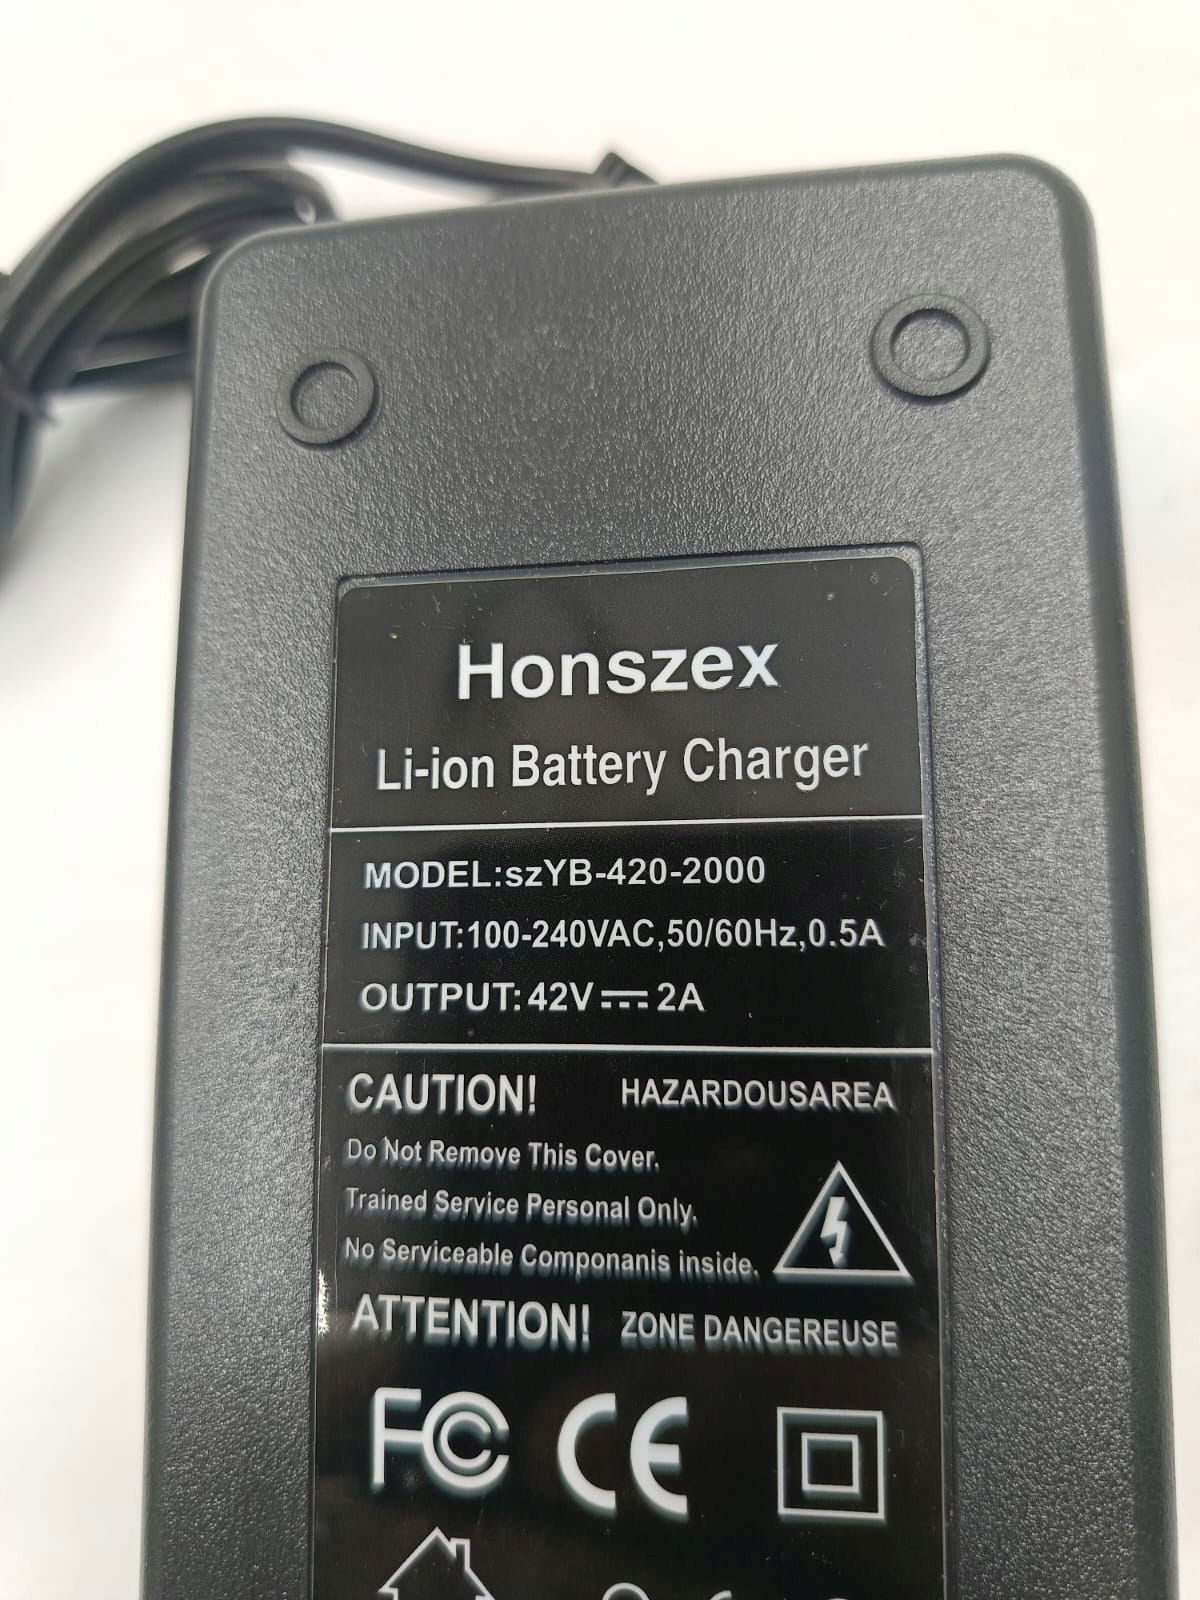 Honszex
Li-ion Battery Charger
MODEL:szYB-420-2000
INPUT:100-240VAC,50/60Hz,0.5A
OUTPUT: 42V⎓2A
CAUTION! HAZARDOUSAREA
Do Not Remove This Cover.
Trained Service Personal Only.
No Serviceable Componanis inside.
ATTENTION! ZONE DANGEREUSE
FC CE